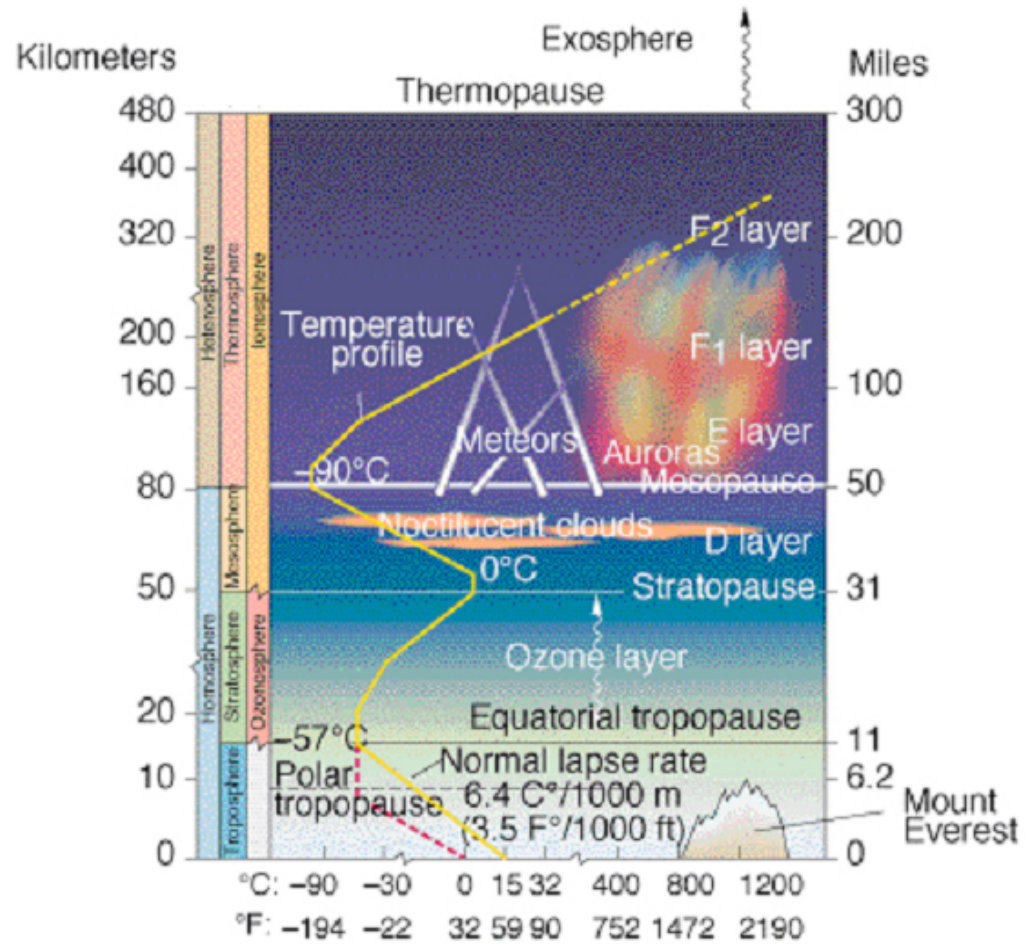 Exosphere
Kilometers
Miles
Thermopause
480
300
400
320
F2 layer
200
Heterosphere
Thermosphere
Ionosphere
Temperature
profile
200
F1 layer
160
100
E layer
Meteors
Auroras
–90°C
Mosopause
80
50
Noctilucent clouds
D layer
Mesosphere
0°C
50
Stratopause
31
Homosphere
Stratosphere
Ozonosphere
Ozone layer
20
Equatorial tropopause
–57°C
11
Normal lapse rate
Polar
tropopause
10
6.4 C°/1000 m
6.2
(3.5 F°/1000 ft)
Mount
Everest
Troposphere
0
0
°C: –90 –30 0 15 32 400 800 1200
°F: –194 –22 32 59 90 752 1472 2190